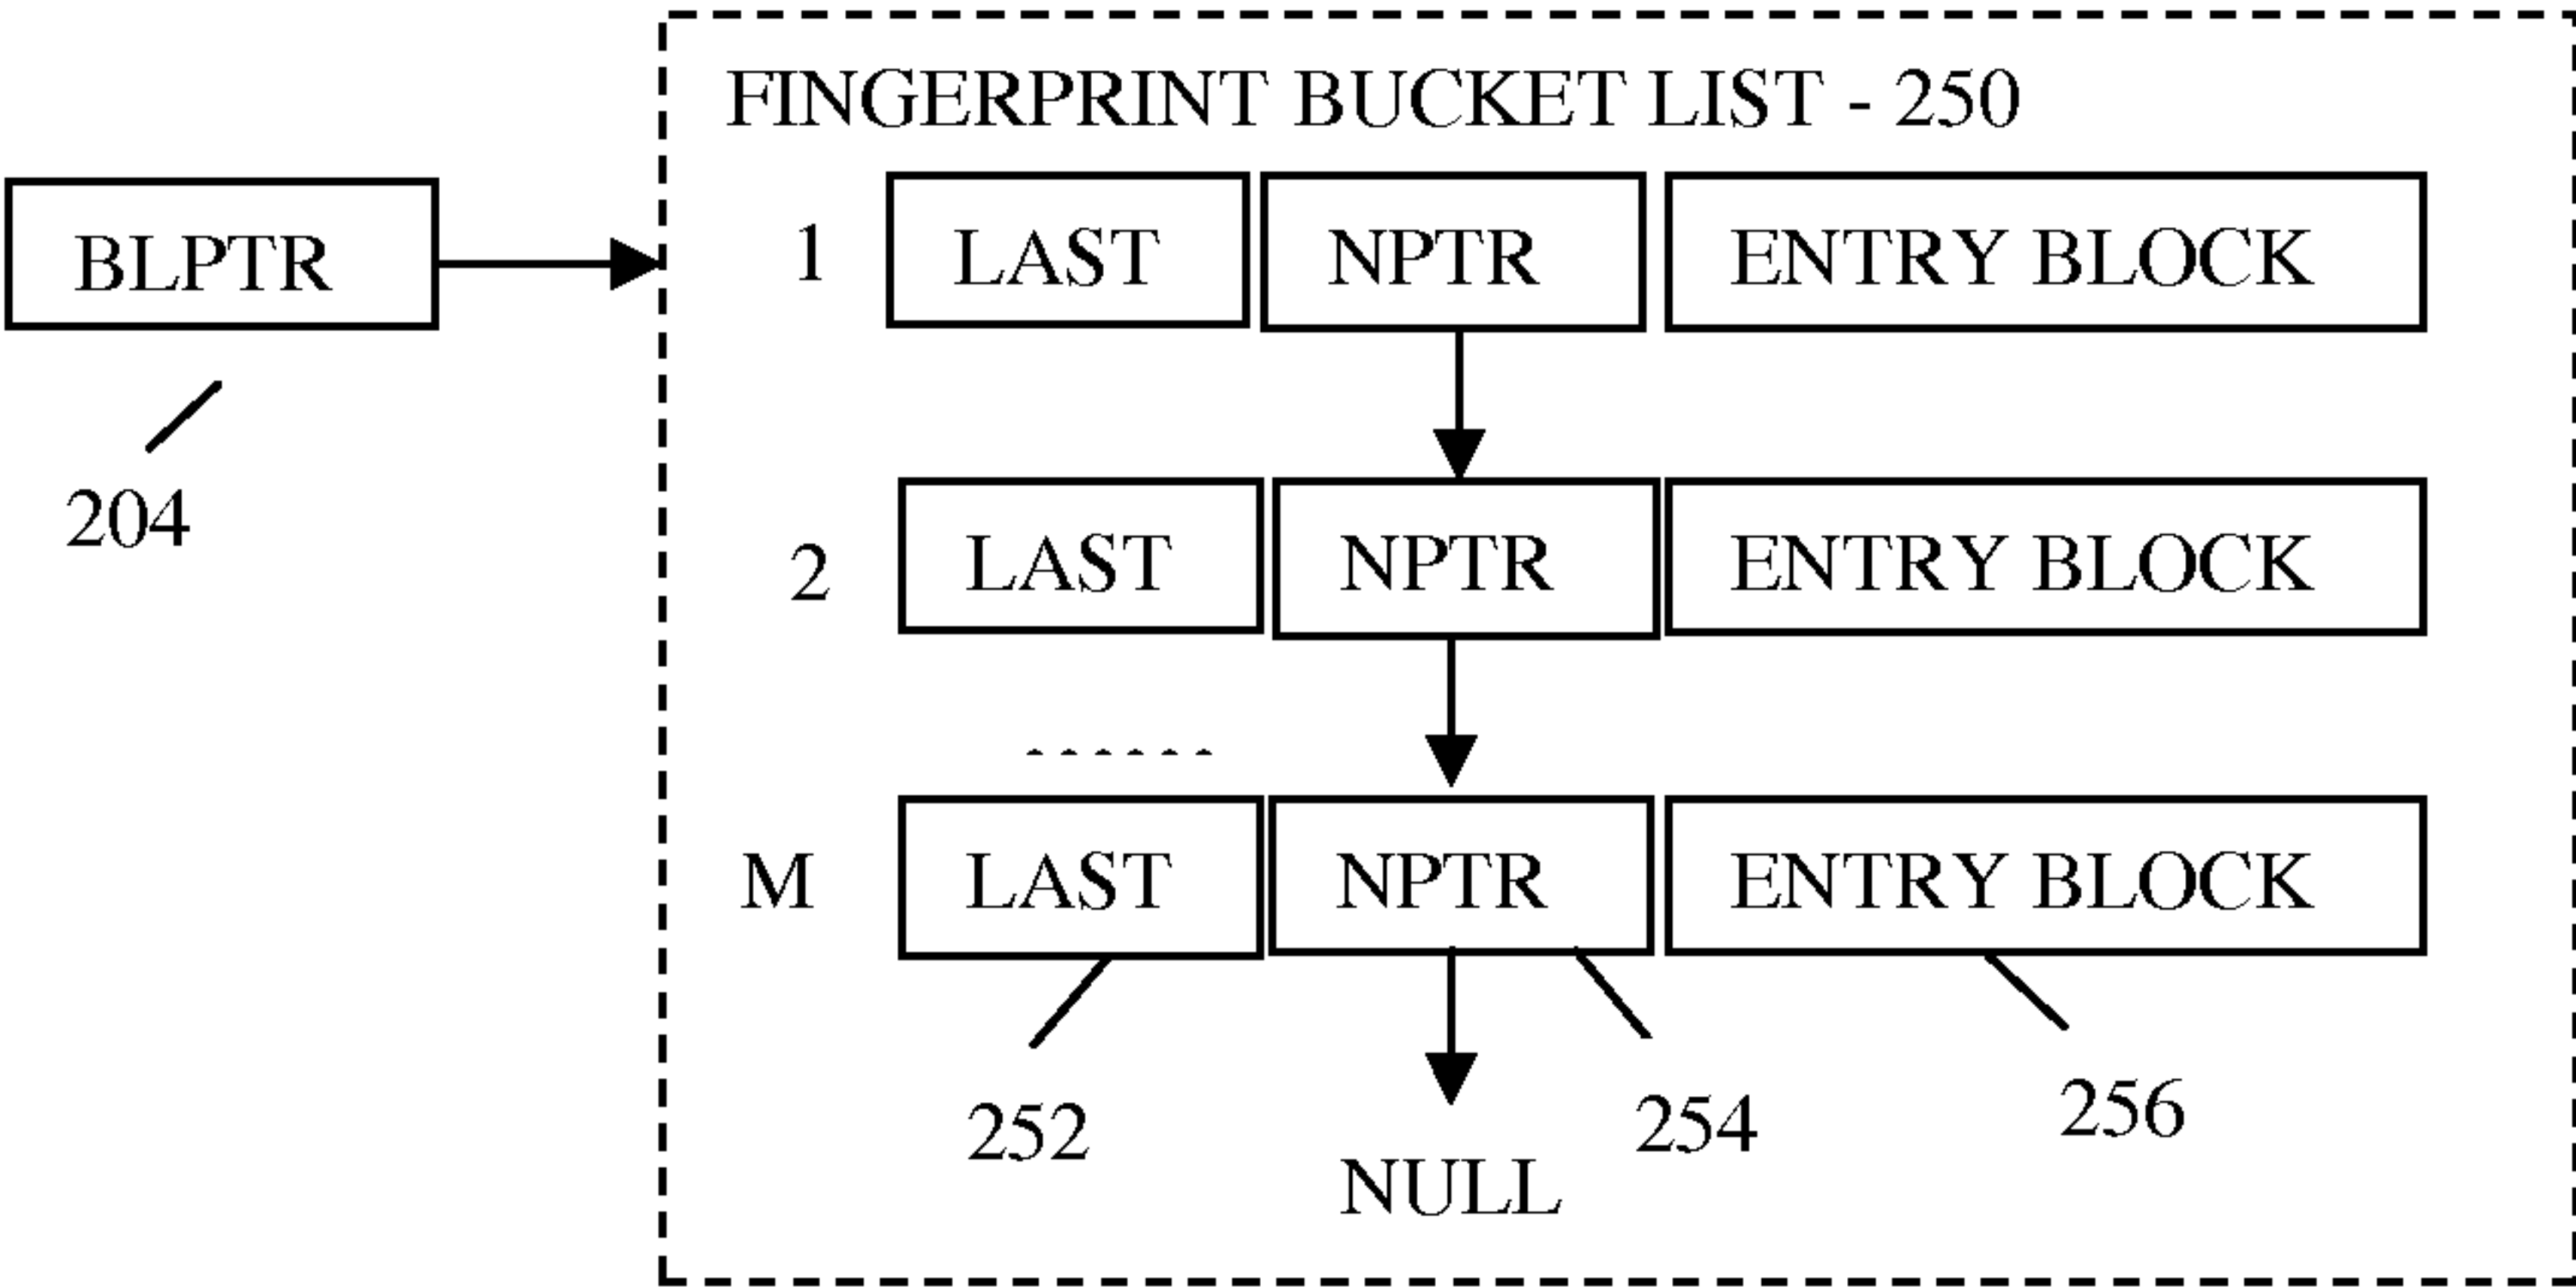 FINGERPRINT BUCKET LIST - 250
BLPTR
1 LAST NPTR ENTRY BLOCK
204
2 LAST NPTR ENTRY BLOCK
......
M LAST NPTR ENTRY BLOCK
252 254 256
NULL